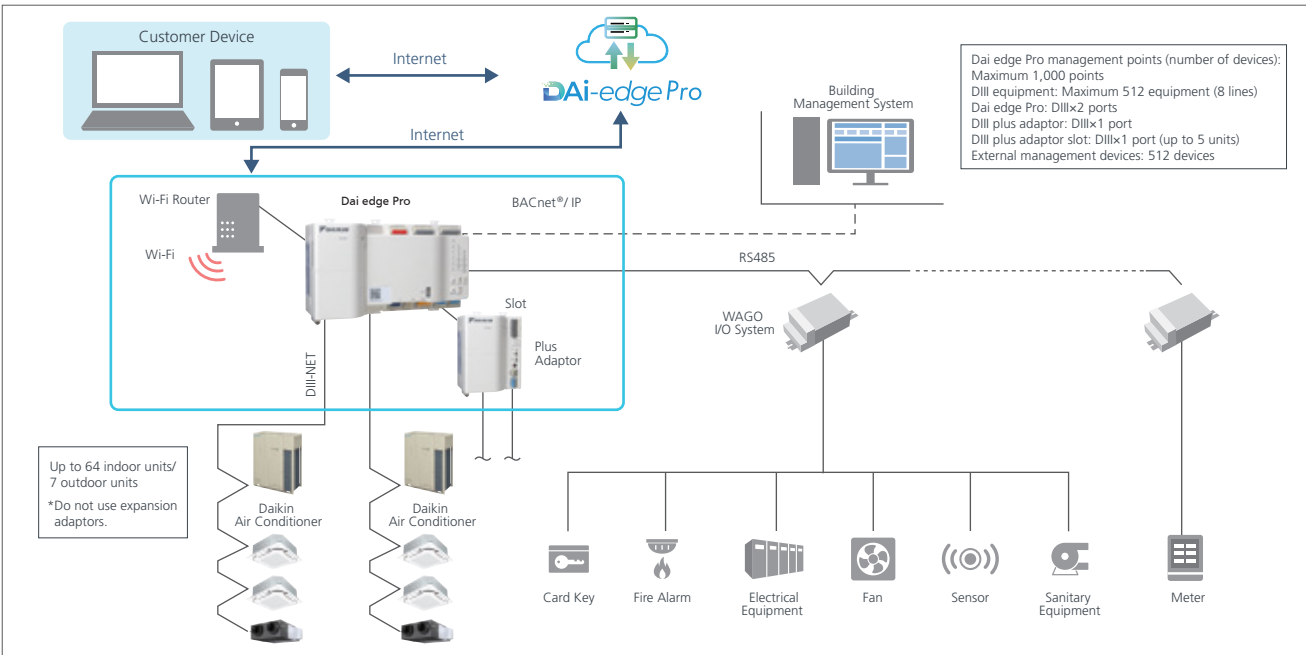 Customer Device
Internet
DAi-edge Pro
Internet
Building
Management System
Dai edge Pro management points (number of devices):
Maximum 1,000 points
DIII equipment: Maximum 512 equipment (8 lines)
Dai edge Pro: DIII×2 ports
DIII plus adaptor: DIII×1 port
DIII plus adaptor slot: DIII×1 port (up to 5 units)
External management devices: 512 devices
Wi-Fi Router
Dai edge Pro
BACnet®/ IP
Wi-Fi
DAIKIN
RS485
Slot
WAGO
I/O System
Plus
Adaptor
DIII-NET
Up to 64 indoor units/
7 outdoor units
*Do not use expansion
adaptors.
Daikin
Air Conditioner
Daikin
Air Conditioner
Card Key
Fire Alarm
Electrical
Equipment
Fan
Sensor
Sanitary
Equipment
Meter